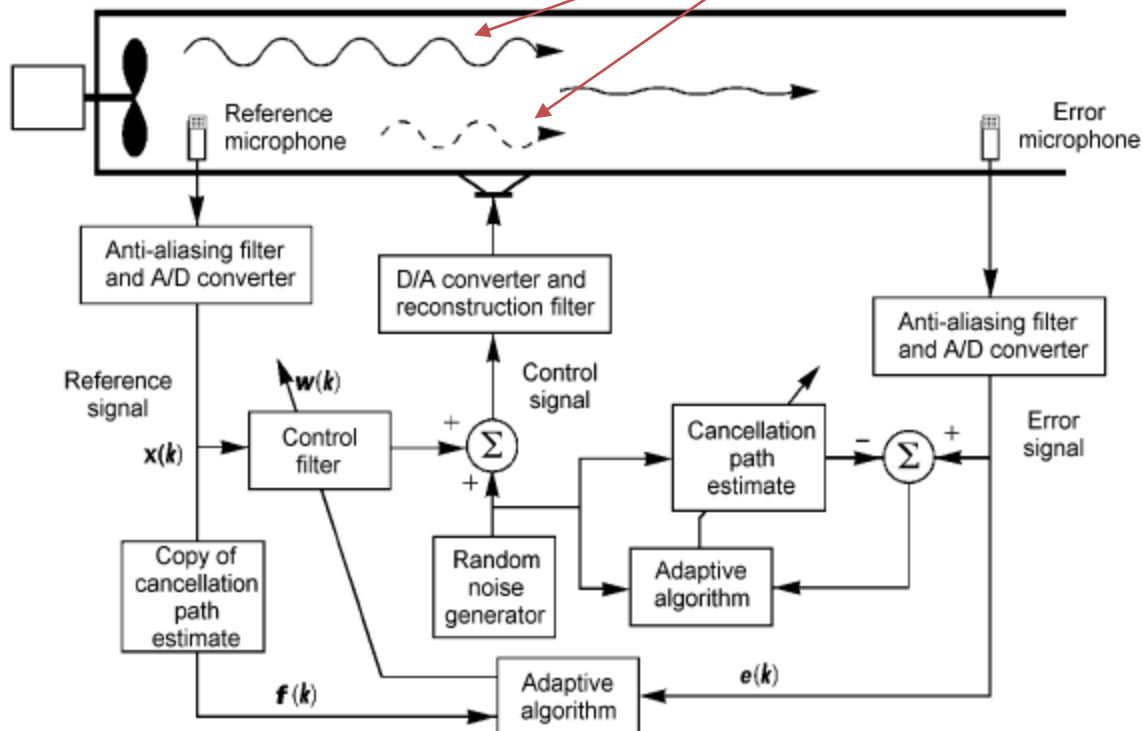 Reference
microphone
Error
microphone
Anti-aliasing filter
and A/D converter
D/A converter and
reconstruction filter
Anti-aliasing filter
and A/D converter
Reference
signal
x(k)
w(k)
Control
filter
Control
signal
+
Σ
+
Cancellation
path
estimate
−
Σ
+
Error
signal
Copy of
cancellation
path
estimate
Random
noise
generator
Adaptive
algorithm
f(k)
Adaptive
algorithm
e(k)